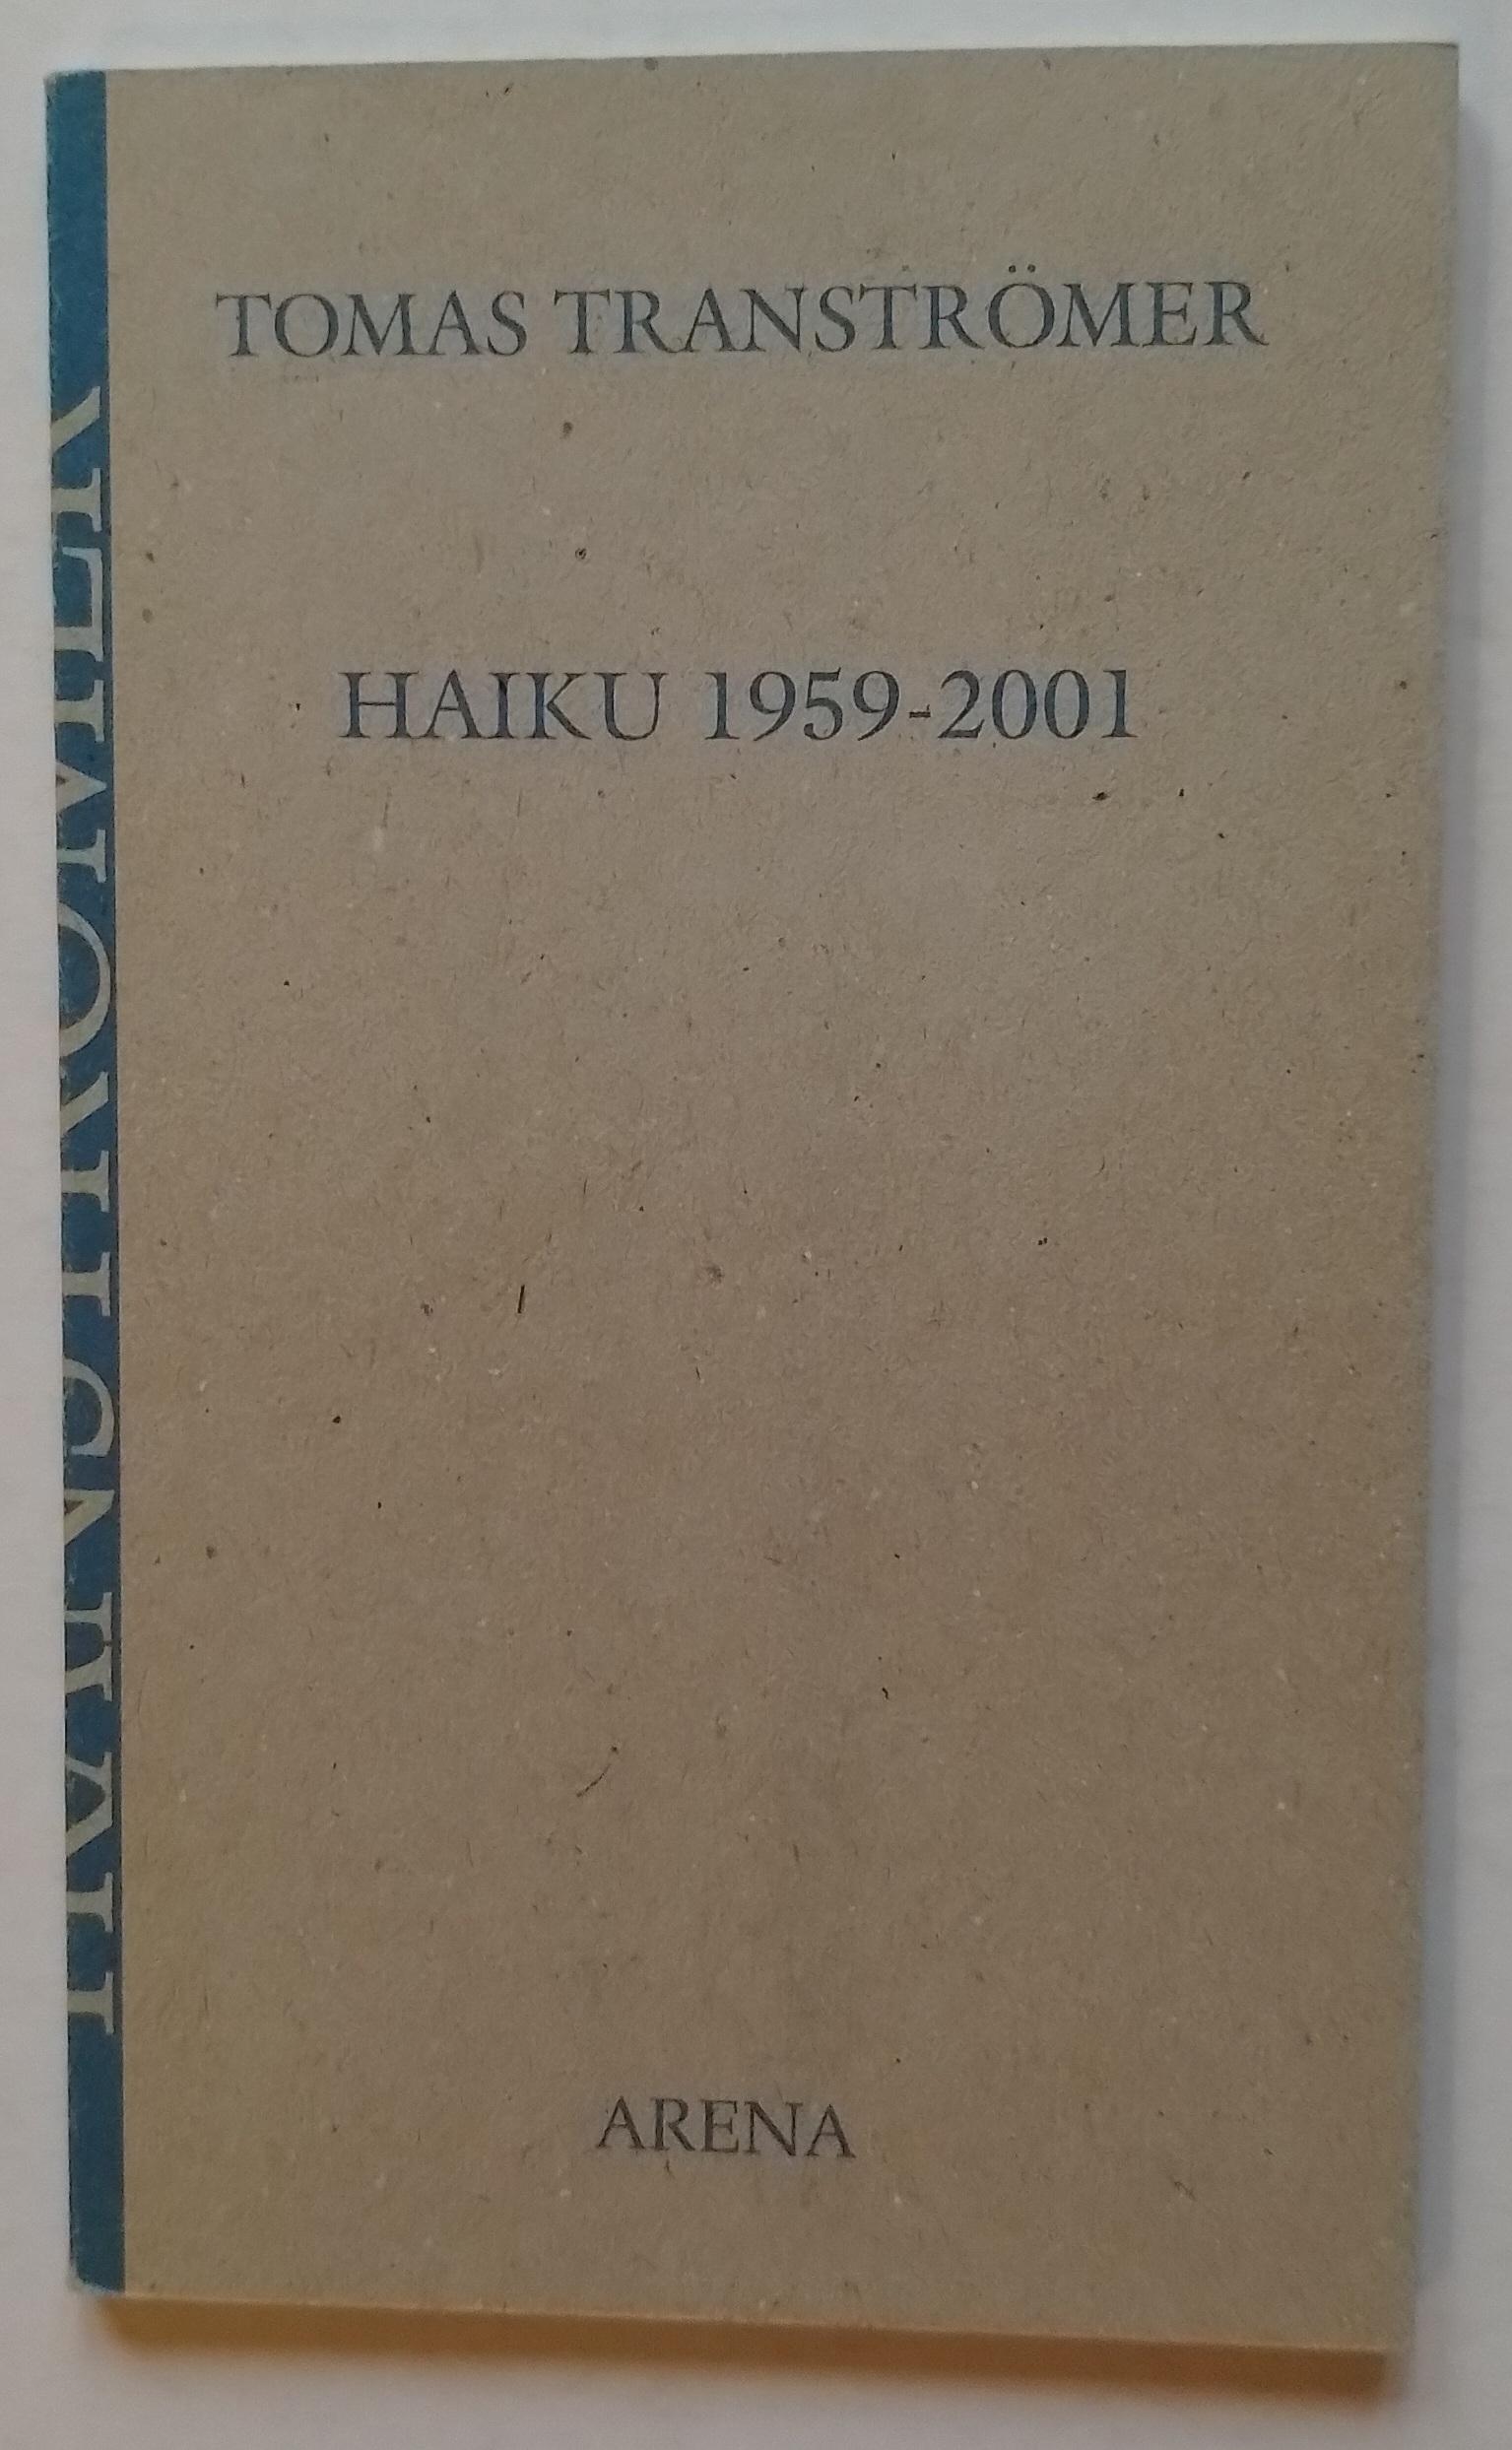 TOMAS TRANSTRÖMER
HAIKU 1959-2001
ARENA